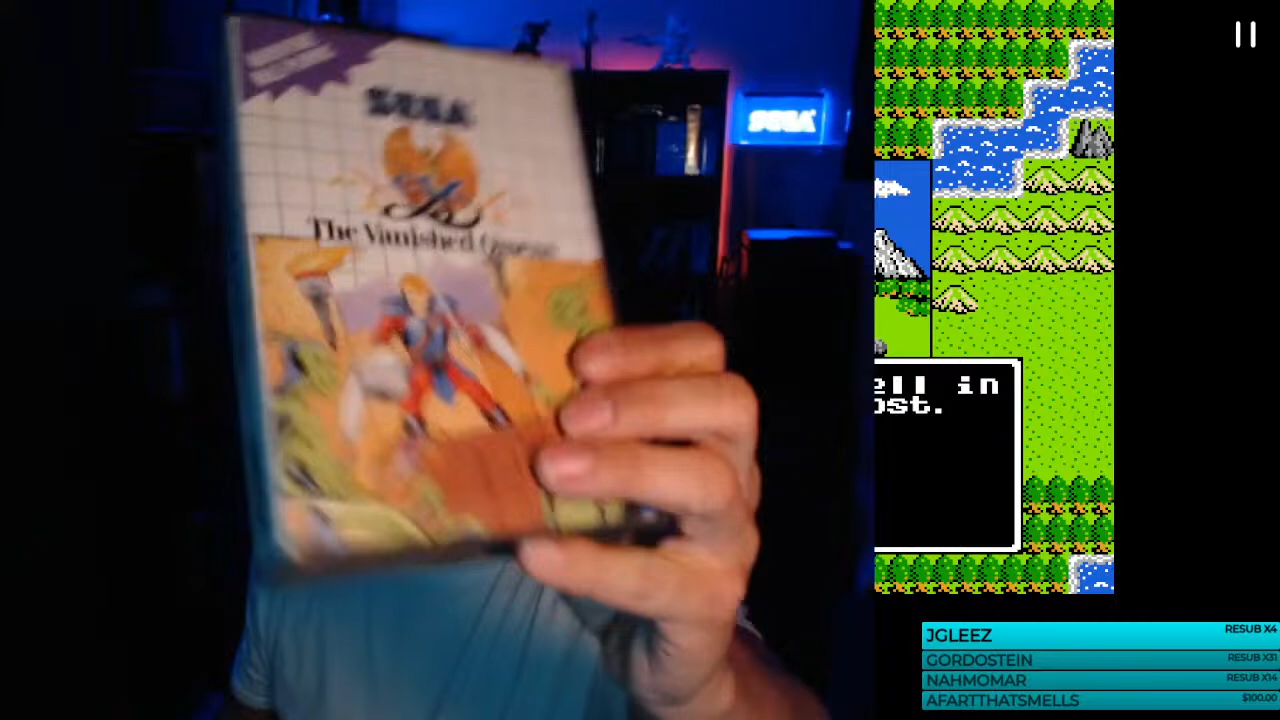 SEGA
Ys
The Vanished Omens
SEGA
ell in
ost.
JGLEEZ RESUB X4
GORDOSTEIN RESUB X31
NAHMOMAR RESUB X14
AFARTTHATSMELLS $100.00